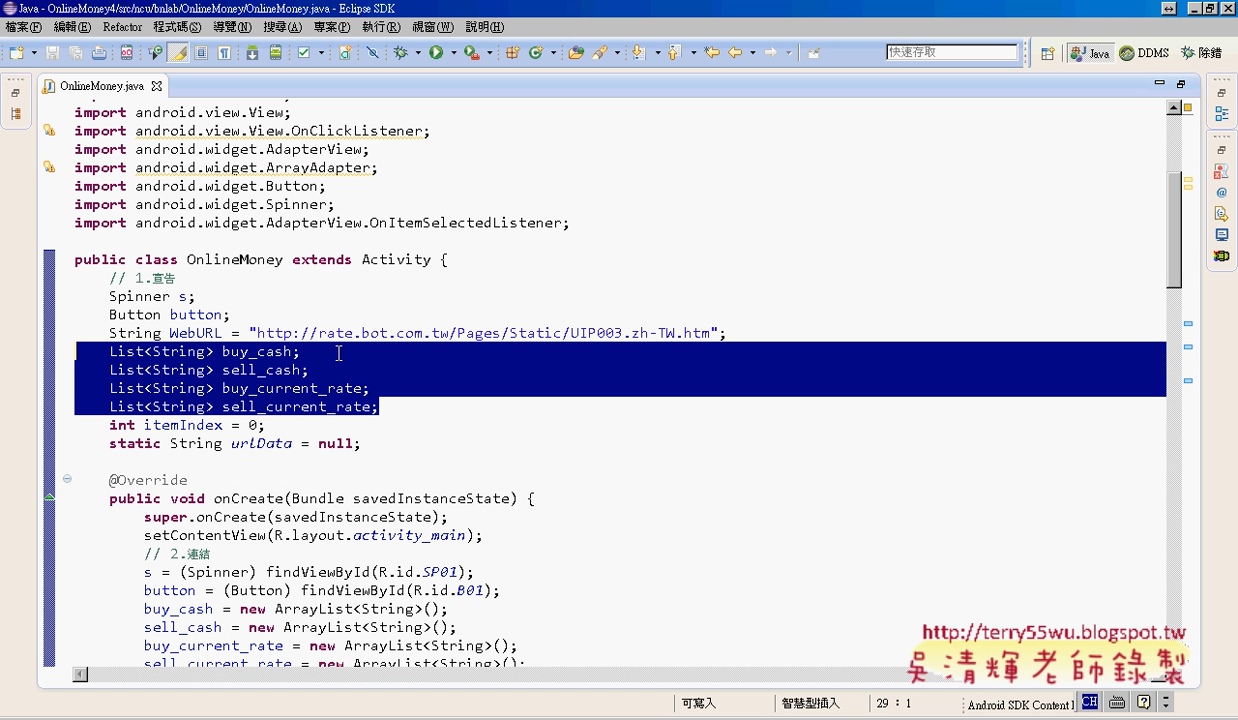 Java - OnlineMoney4/src/ncu/bnlab/OnlineMoney/OnlineMoney.java - Eclipse SDK
檔案(F) 編輯(E) Refactor 程式碼(S) 導覽(N) 搜尋(A) 專案(P) 執行(R) 視窗(W) 說明(H)
快速存取 Java DDMS 除錯
OnlineMoney.java
import android.view.View;
import android.view.View.OnClickListener;
import android.widget.AdapterView;
import android.widget.ArrayAdapter;
import android.widget.Button;
import android.widget.Spinner;
import android.widget.AdapterView.OnItemSelectedListener;
public class OnlineMoney extends Activity {
// 1.宣告
Spinner s;
Button button;
String WebURL = "http://rate.bot.com.tw/Pages/Static/UIP003.zh-TW.htm";
List<String> buy_cash;
List<String> sell_cash;
List<String> buy_current_rate;
List<String> sell_current_rate;
int itemIndex = 0;
static String urlData = null;
@Override
public void onCreate(Bundle savedInstanceState) {
super.onCreate(savedInstanceState);
setContentView(R.layout.activity_main);
// 2.連結
s = (Spinner) findViewById(R.id.SP01);
button = (Button) findViewById(R.id.B01);
buy_cash = new ArrayList<String>();
sell_cash = new ArrayList<String>();
buy_current_rate = new ArrayList<String>();
sell_current_rate = new ArrayList<String>();
http://terry55wu.blogspot.tw
吳清輝老師錄製
可寫入 智慧型插入 29 : 1 Android SDK Content l CH